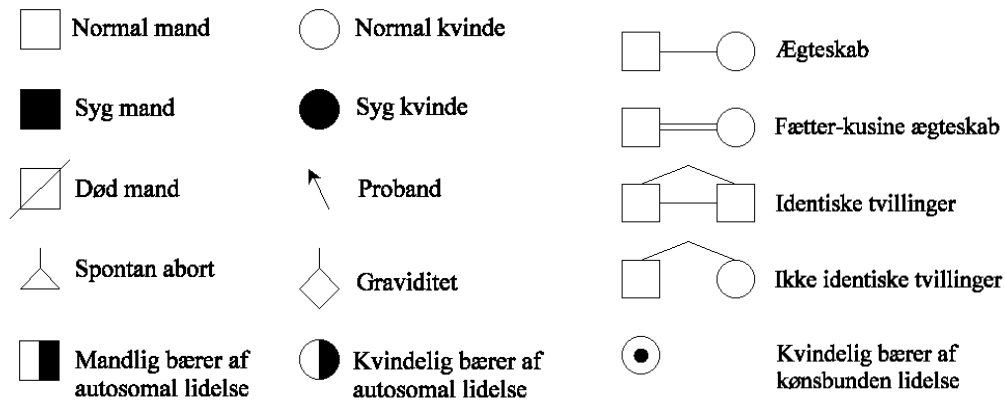 Normal mand
Syg mand
Død mand
Spontan abort
Mandlig bærer af
autosomal lidelse
Normal kvinde
Syg kvinde
Proband
Graviditet
Kvindelig bærer af
autosomal lidelse
Ægteskab
Fætter-kusine ægteskab
Identiske tvillinger
Ikke identiske tvillinger
Kvindelig bærer af
kønsbunden lidelse